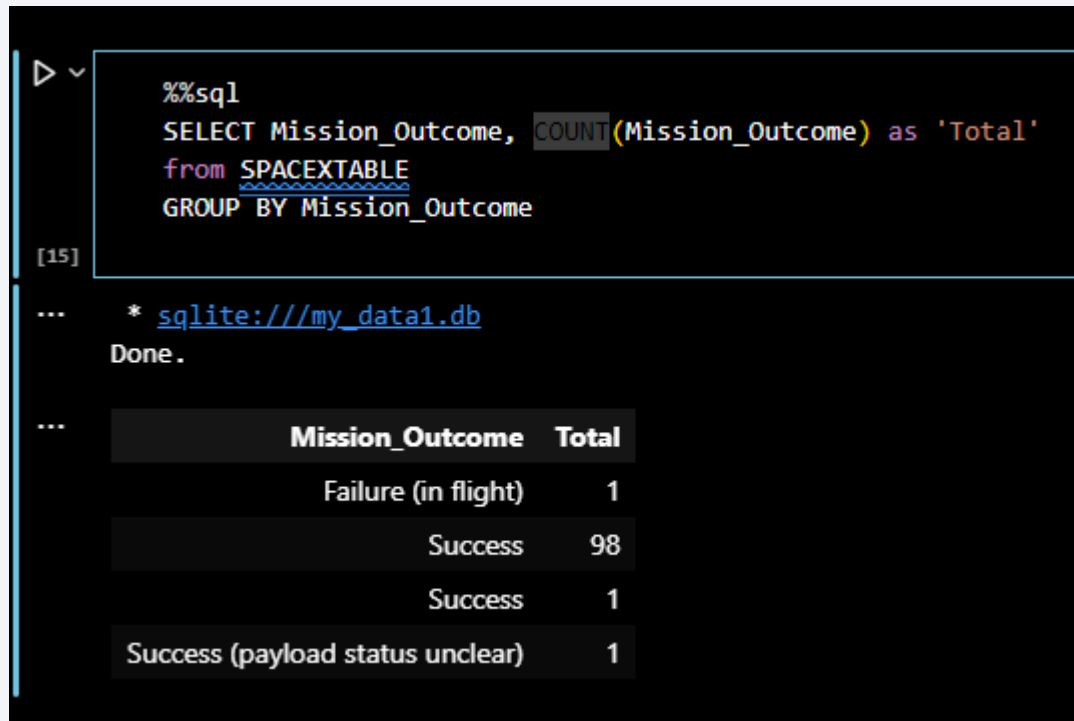 %%sql
SELECT Mission_Outcome, COUNT(Mission_Outcome) as 'Total'
from SPACEXTABLE
GROUP BY Mission_Outcome
[15]
... * sqlite:///my_data1.db
Done.
... Mission_Outcome Total
Failure (in flight) 1
Success 98
Success 1
Success (payload status unclear) 1